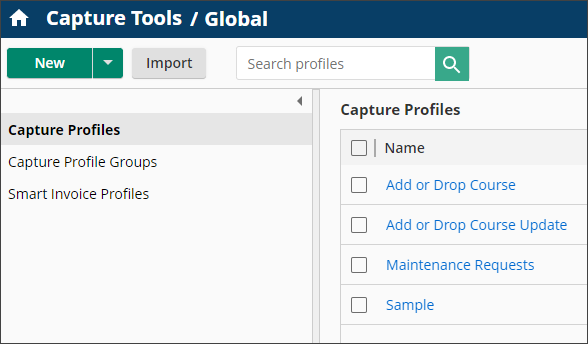 Capture Tools / Global
New
Import
Search profiles
Capture Profiles
Capture Profile Groups
Smart Invoice Profiles
Capture Profiles
Name
Add or Drop Course
Add or Drop Course Update
Maintenance Requests
Sample